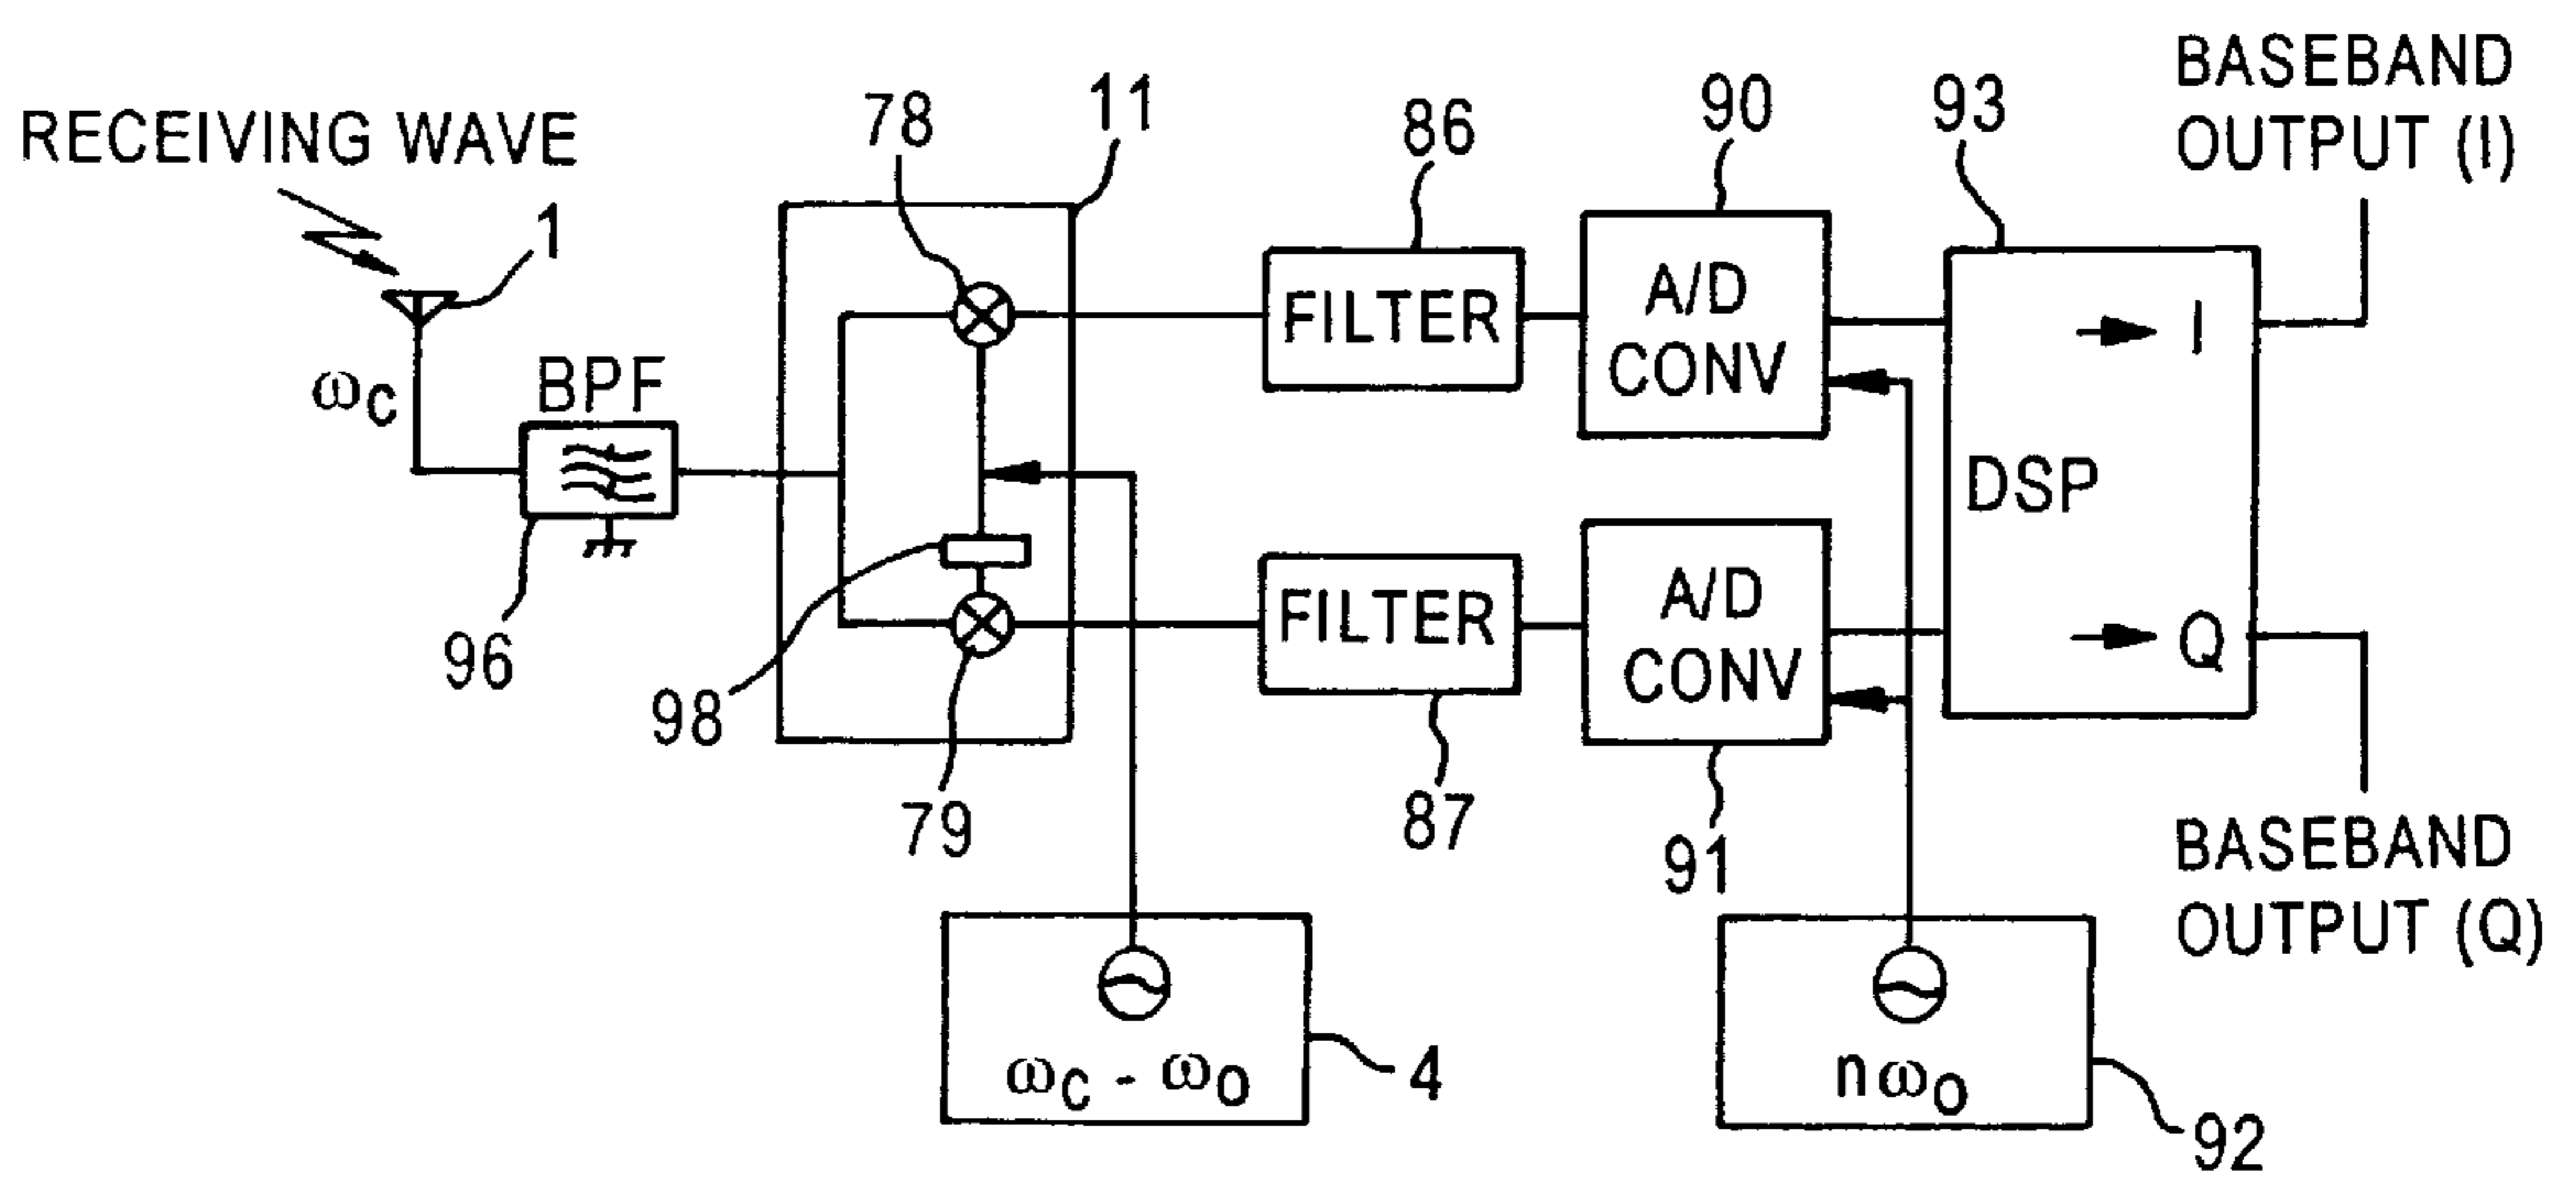 RECEIVING WAVE
1
ωC
BPF
96
78
11
98
79
86
FILTER
87
FILTER
90
A/D
CONV
91
A/D
CONV
93
DSP
I
Q
BASEBAND
OUTPUT (I)
BASEBAND
OUTPUT (Q)
ωC - ωO
4
nωO
92